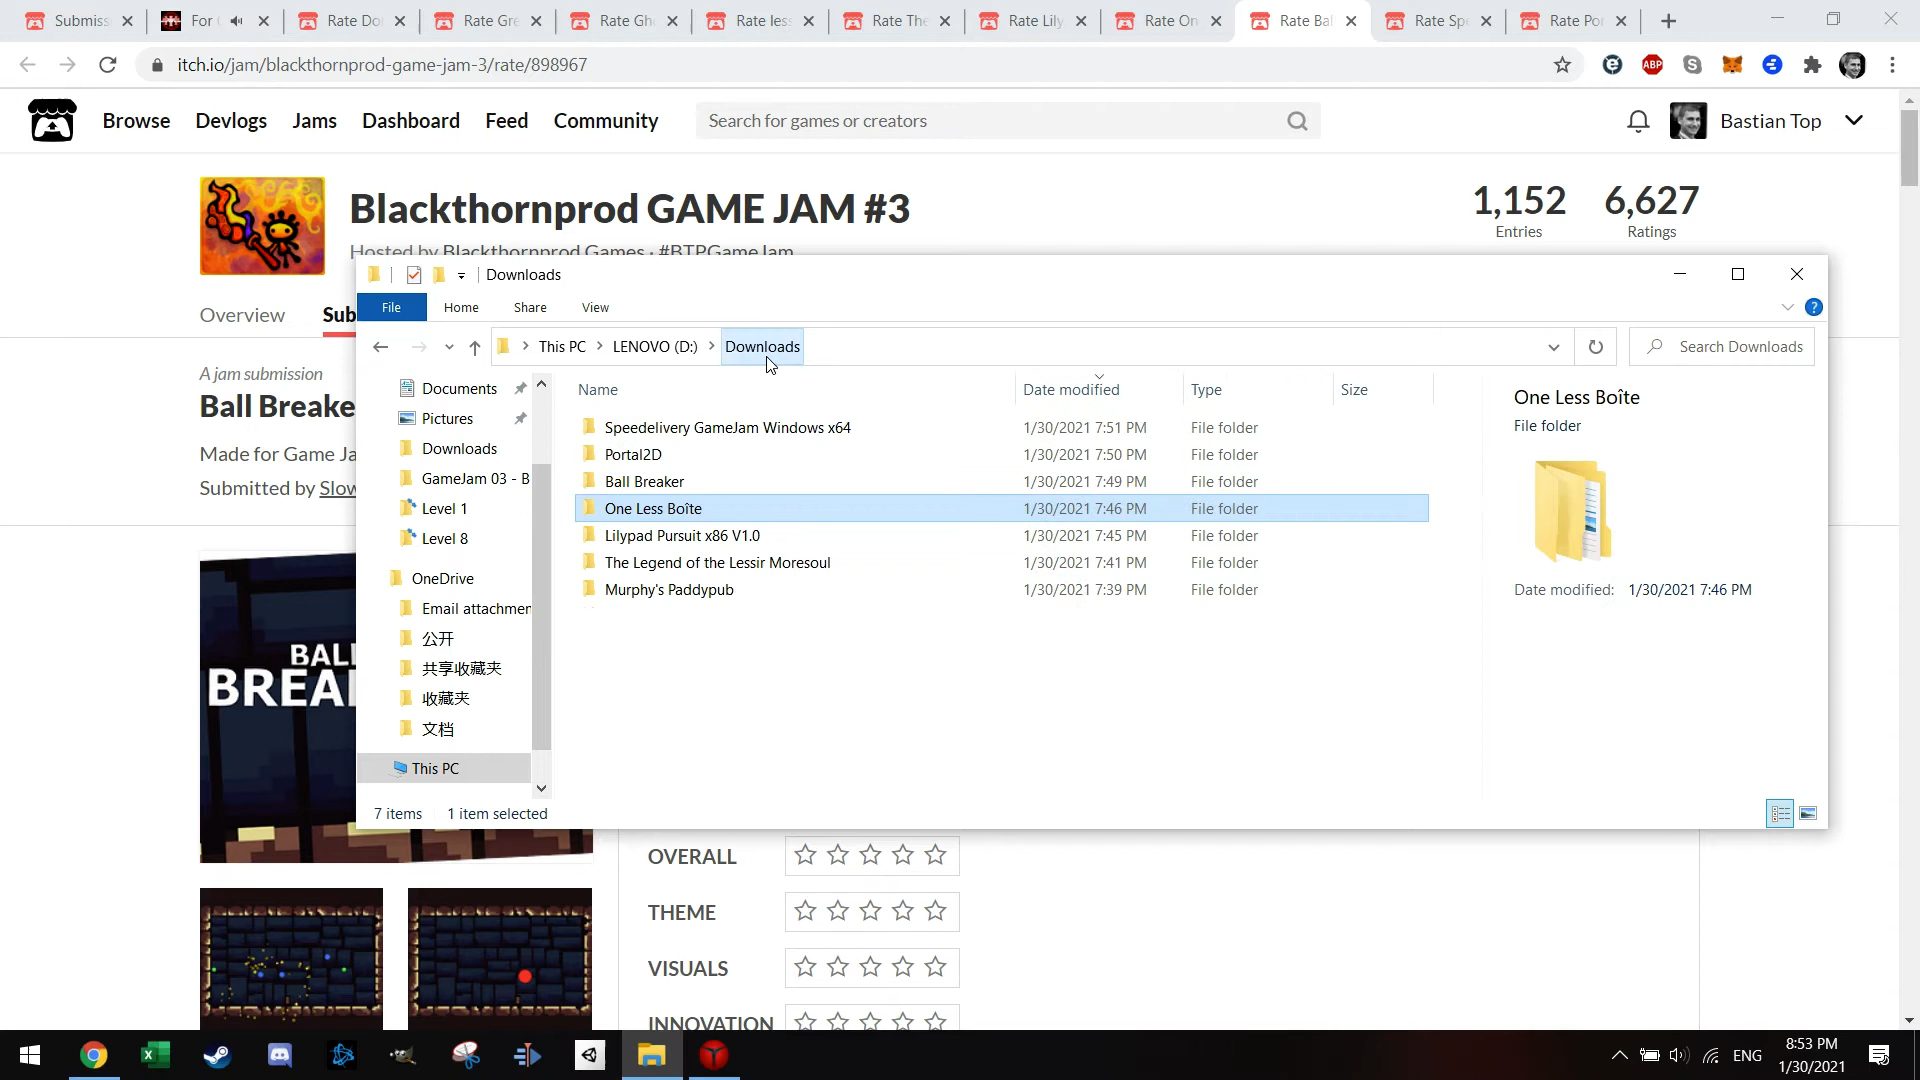 Submiss
For
Rate Do
Rate Gre
Rate Gh
Rate les
Rate The
Rate Lily
Rate On
Rate Bal
Rate Sp
Rate Por
itch.io/jam/blackthornprod-game-jam-3/rate/898967
ABP
Browse
Devlogs
Jams
Dashboard
Feed
Community
Search for games or creators
Bastian Top
Blackthornprod GAME JAM #3
Hosted by Blackthornprod Games · #BTPGameJam
1,152
Entries
6,627
Ratings
Overview
Sub
A jam submission
Ball Breake
Made for Game Ja
Submitted by Slow
BALL
BREA
Downloads
File
Home
Share
View
This PC
LENOVO (D:)
Downloads
Search Downloads
Documents
Pictures
Downloads
GameJam 03 - B
Level 1
Level 8
OneDrive
Email attachmen
公开
共享收藏夹
收藏夹
文档
This PC
Name
Date modified
Type
Size
Speedelivery GameJam Windows x64
1/30/2021 7:51 PM
File folder
Portal2D
1/30/2021 7:50 PM
File folder
Ball Breaker
1/30/2021 7:49 PM
File folder
One Less Boîte
1/30/2021 7:46 PM
File folder
Lilypad Pursuit x86 V1.0
1/30/2021 7:45 PM
File folder
The Legend of the Lessir Moresoul
1/30/2021 7:41 PM
File folder
Murphy's Paddypub
1/30/2021 7:39 PM
File folder
One Less Boîte
File folder
Date modified: 1/30/2021 7:46 PM
7 items
1 item selected
OVERALL
THEME
VISUALS
INNOVATION
ENG
8:53 PM
1/30/2021